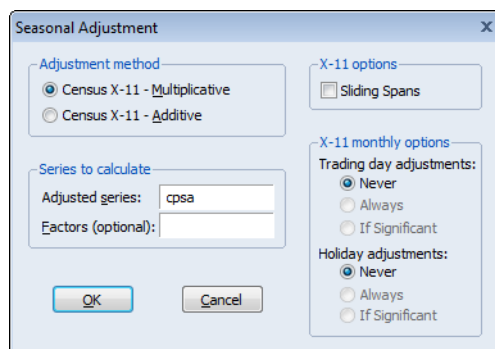 Seasonal Adjustment
x
Adjustment method
Census X-11 - Multiplicative
Census X-11 - Additive
Series to calculate
Adjusted series: cpsa
Factors (optional):
OK Cancel
X-11 options
Sliding Spans
X-11 monthly options
Trading day adjustments:
Never
Always
If Significant
Holiday adjustments:
Never
Always
If Significant